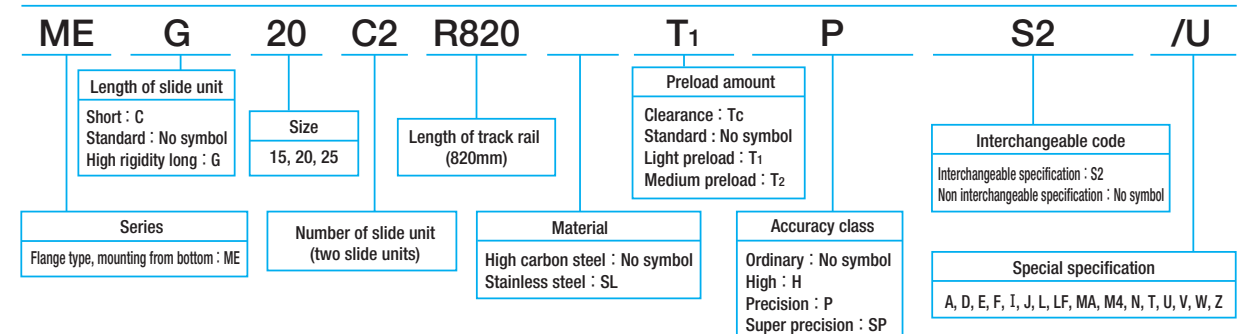 ME G 20 C2 R820 T1 P S2 /U
Length of slide unit
Short：C
Standard：No symbol
High rigidity long：G
Size
15, 20, 25
Length of track rail
(820mm)
Preload amount
Clearance：Tc
Standard : No symbol
Light preload：T1
Medium preload：T2
Interchangeable code
Interchangeable specification：S2
Non interchangeable specification：No symbol
Series
Flange type, mounting from bottom：ME
Number of slide unit
(two slide units)
Material
High carbon steel：No symbol
Stainless steel：SL
Accuracy class
Ordinary：No symbol
High：H
Precision：P
Super precision：SP
Special specification
A, D, E, F, I, J, L, LF, MA, M4, N, T, U, V, W, Z